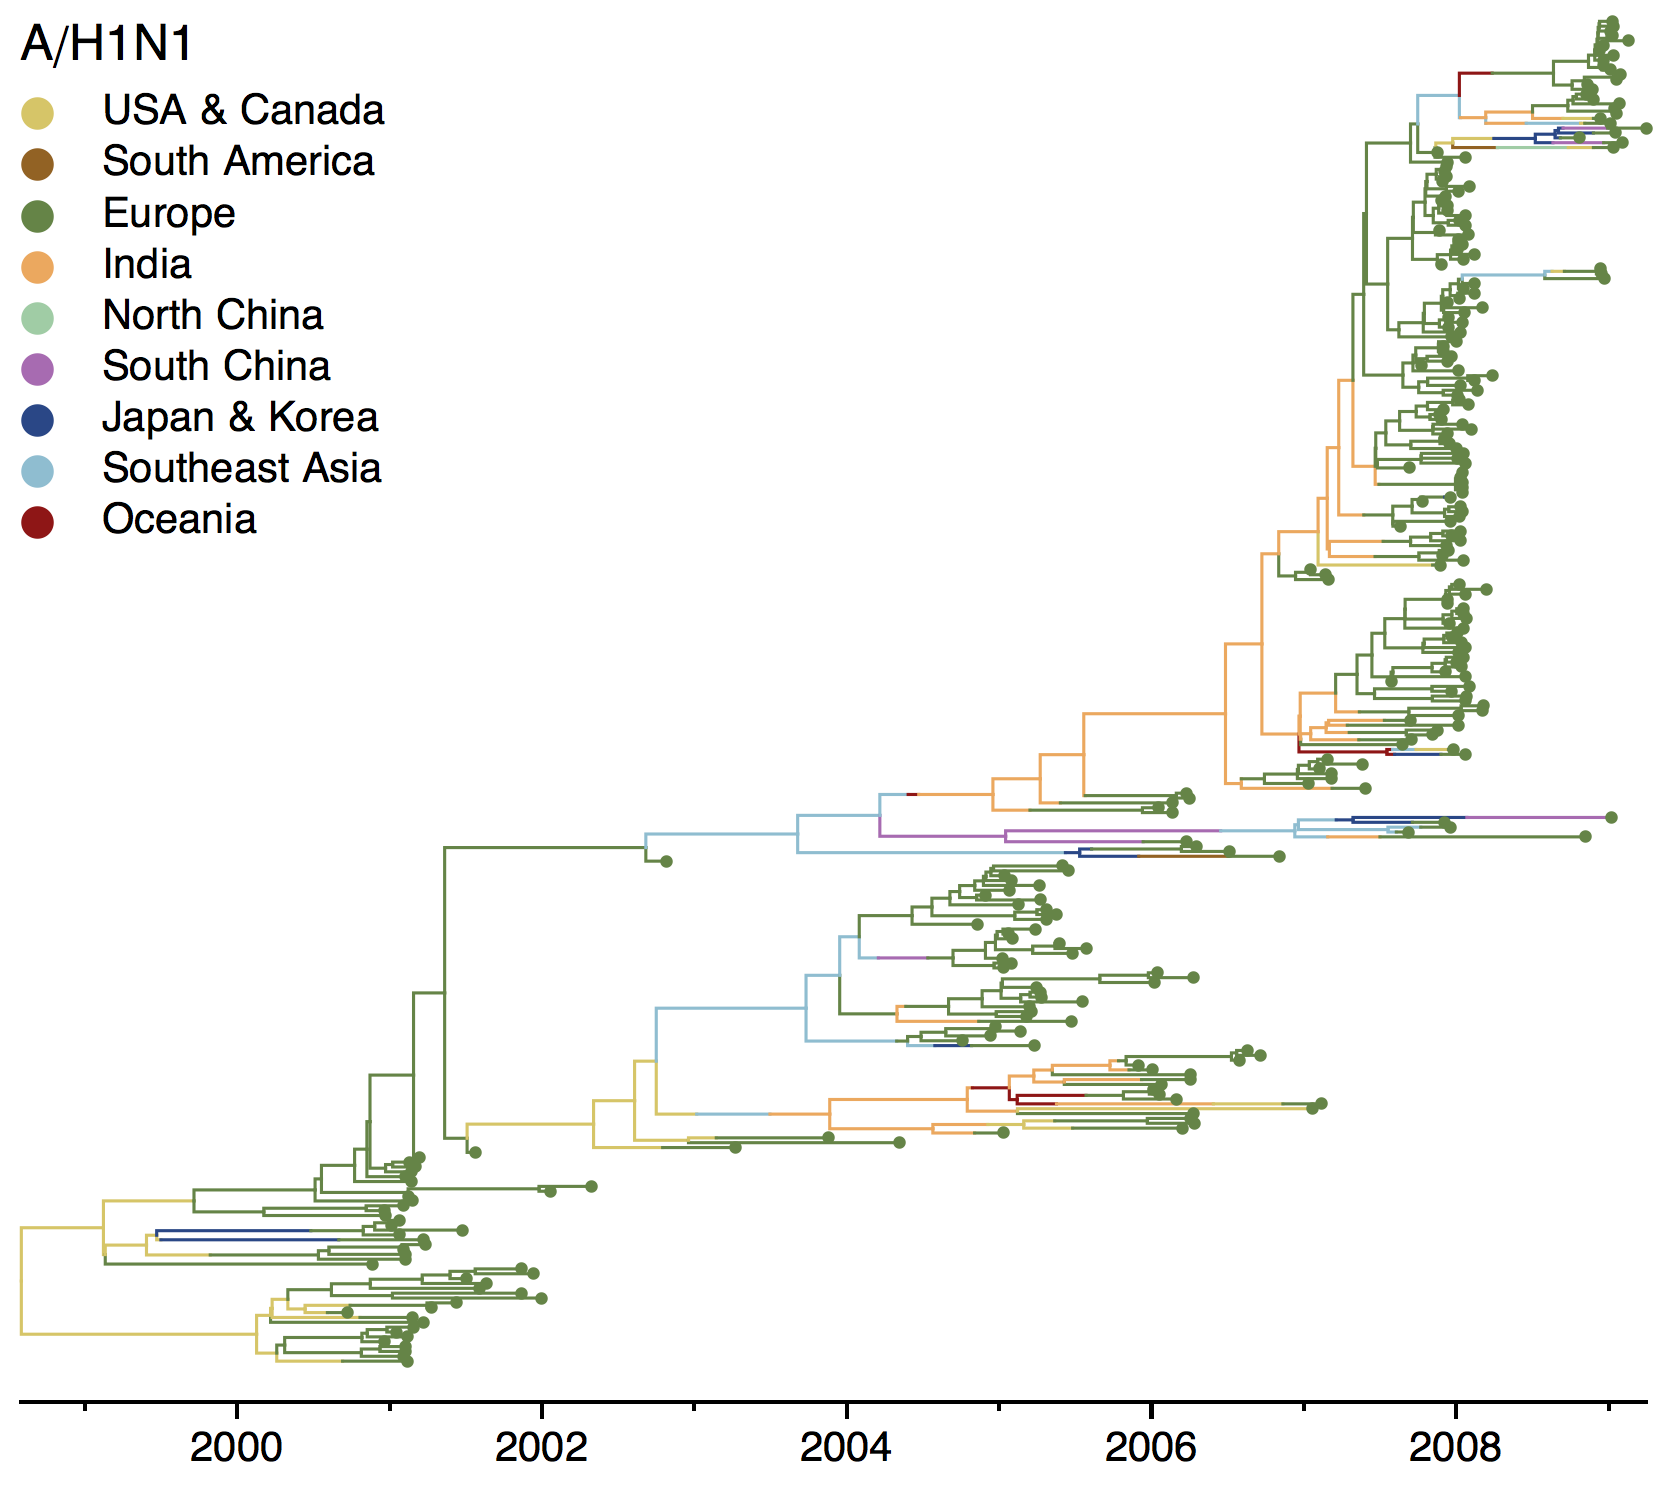 A/H1N1
USA & Canada
South America
Europe
India
North China
South China
Japan & Korea
Southeast Asia
Oceania
2000 2002 2004 2006 2008